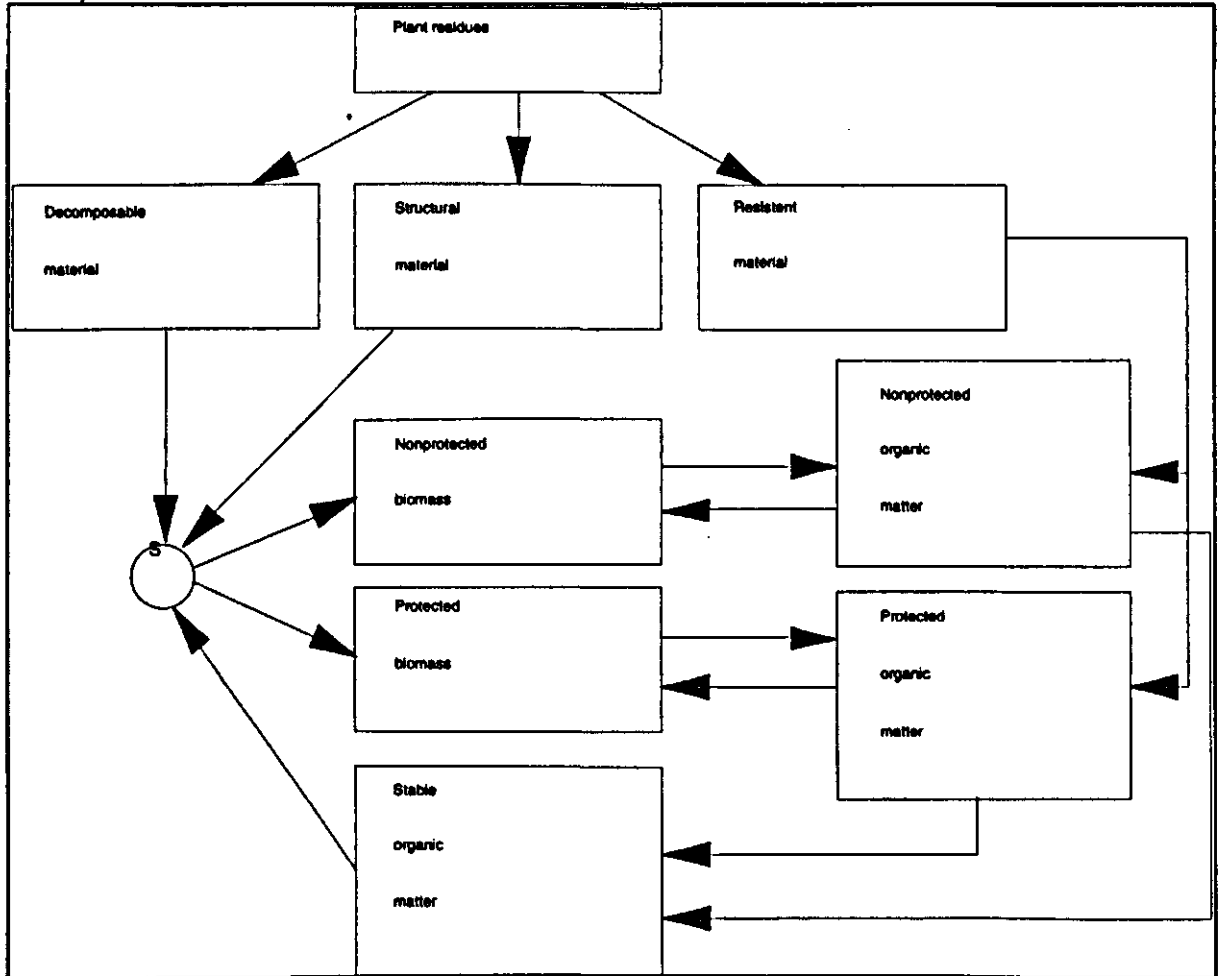 Plant residues
Decomposable
material
Structural
material
Resistent
material
Nonprotected
organic
matter
Nonprotected
biomass
S
Protected
biomass
Protected
organic
matter
Stable
organic
matter